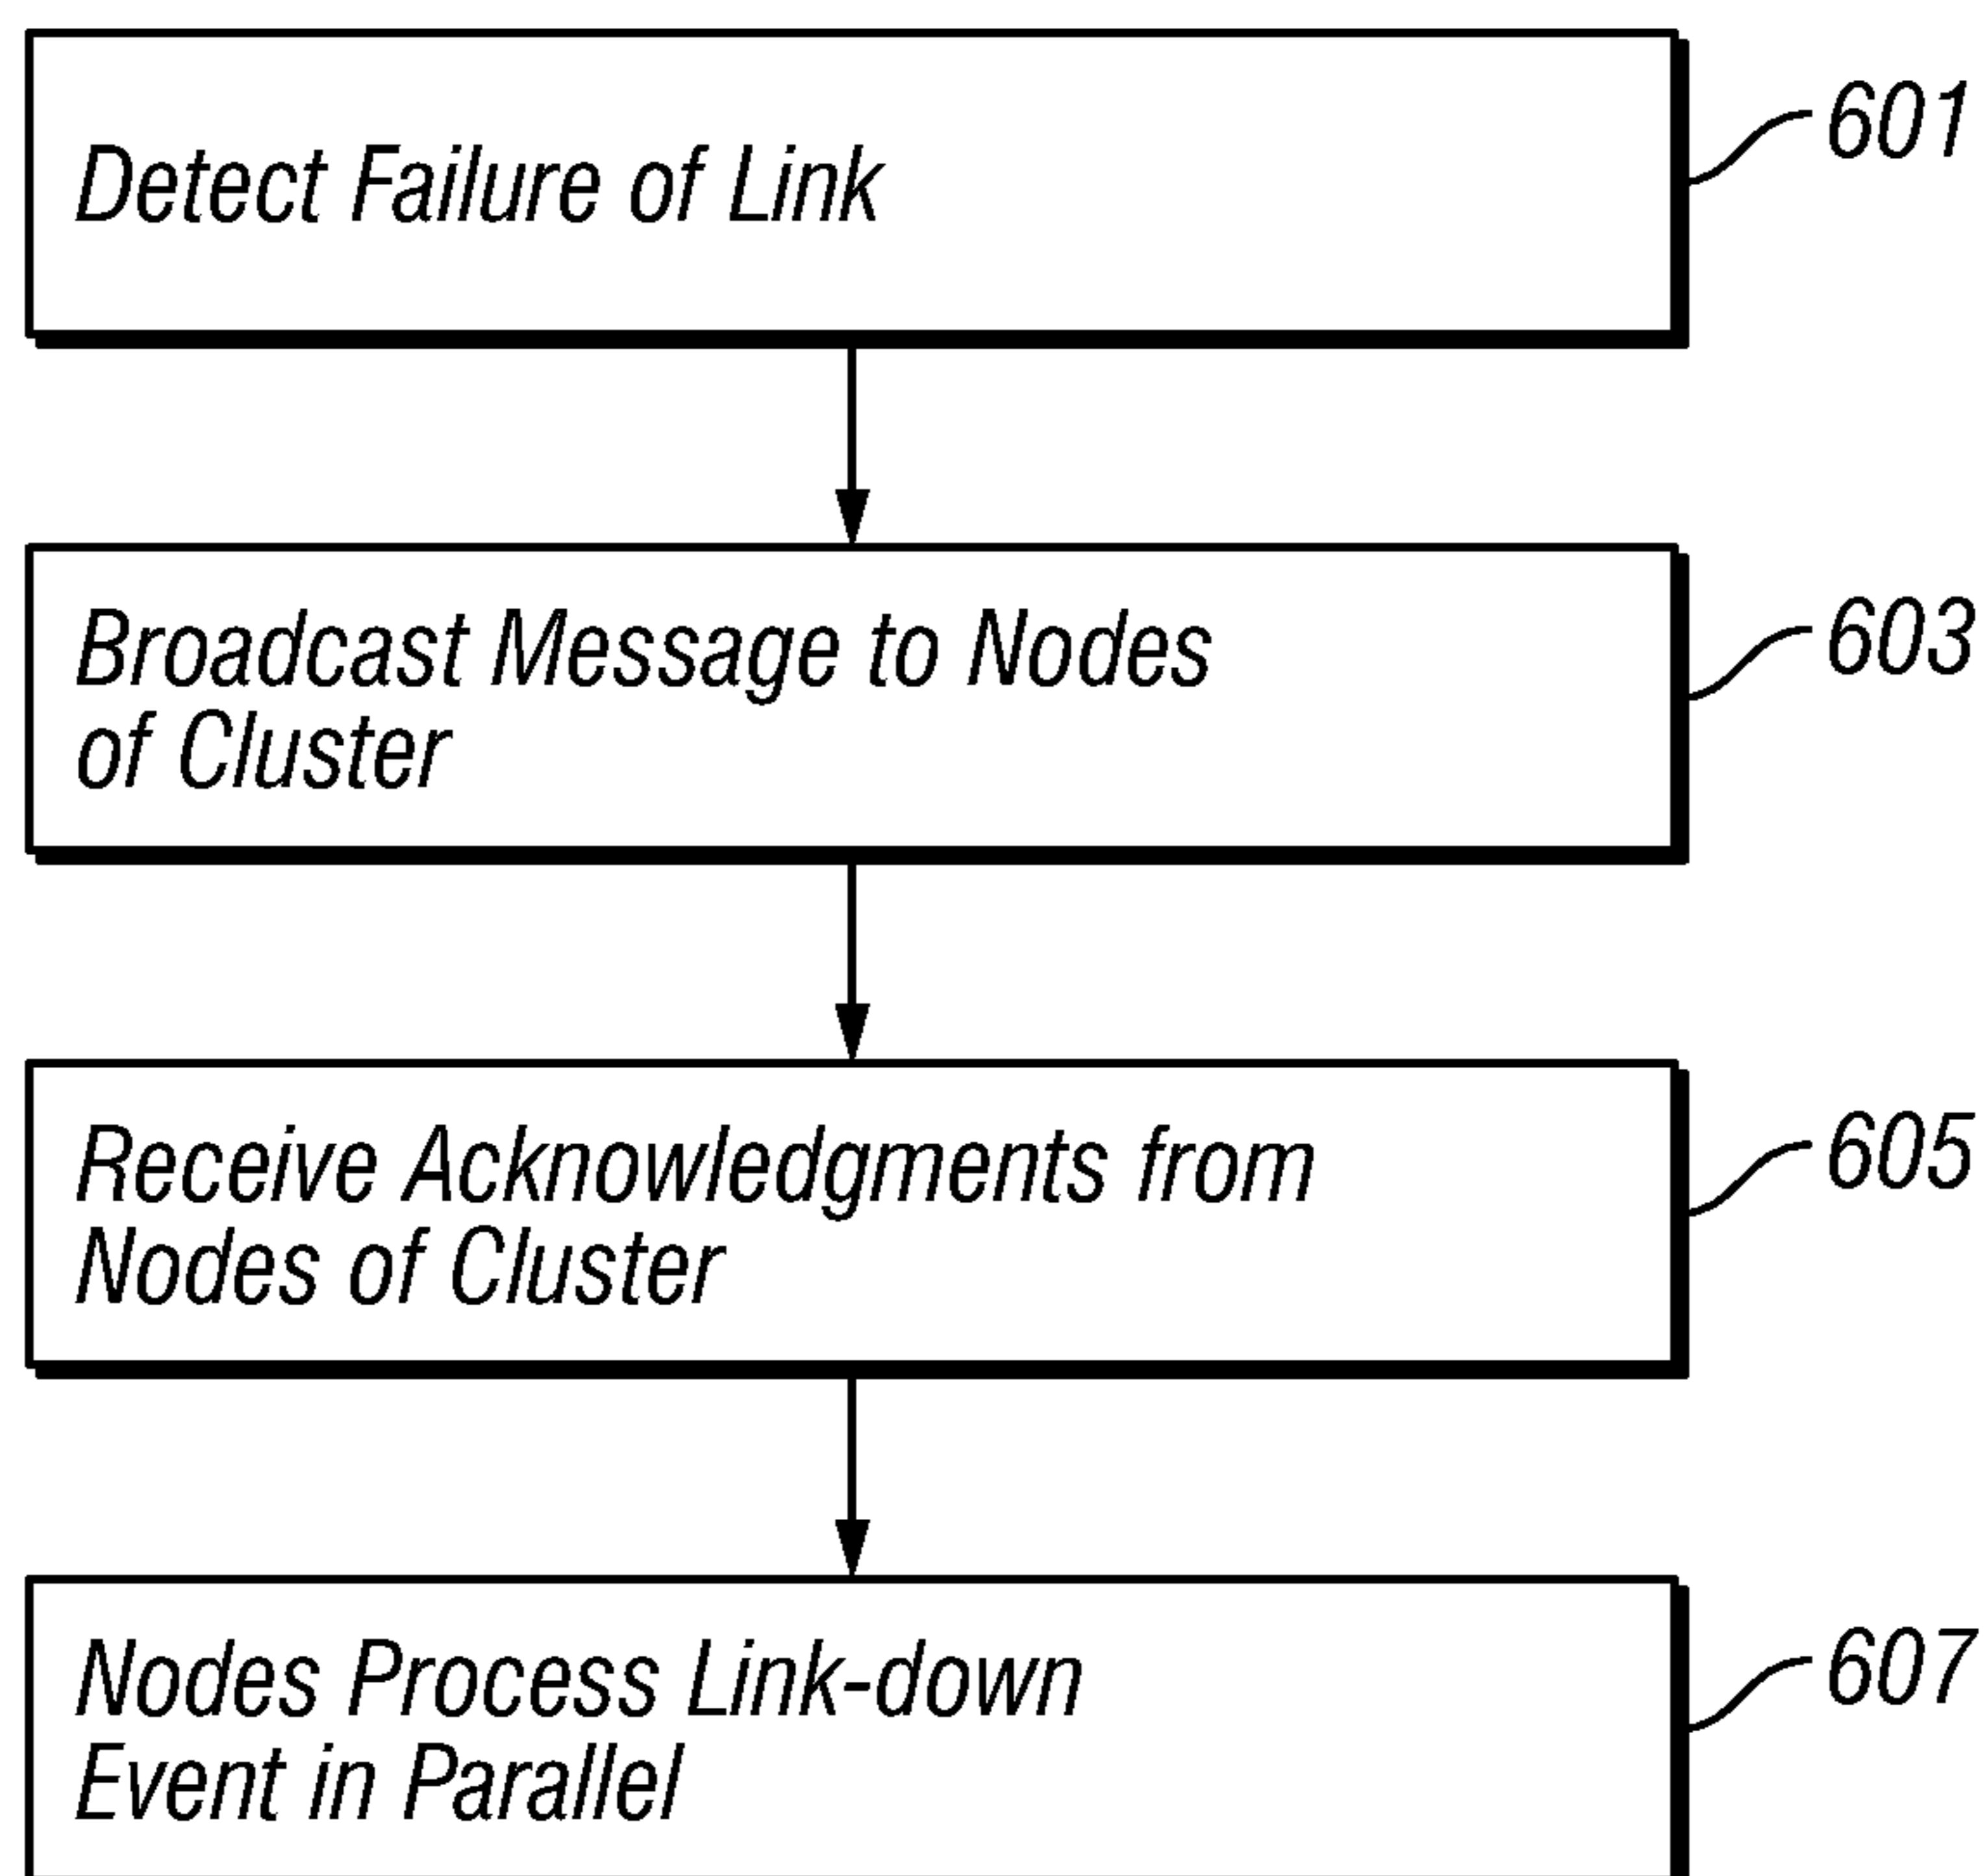 Detect Failure of Link
601
Broadcast Message to Nodes
of Cluster
603
Receive Acknowledgments from
Nodes of Cluster
605
Nodes Process Link-down
Event in Parallel
607